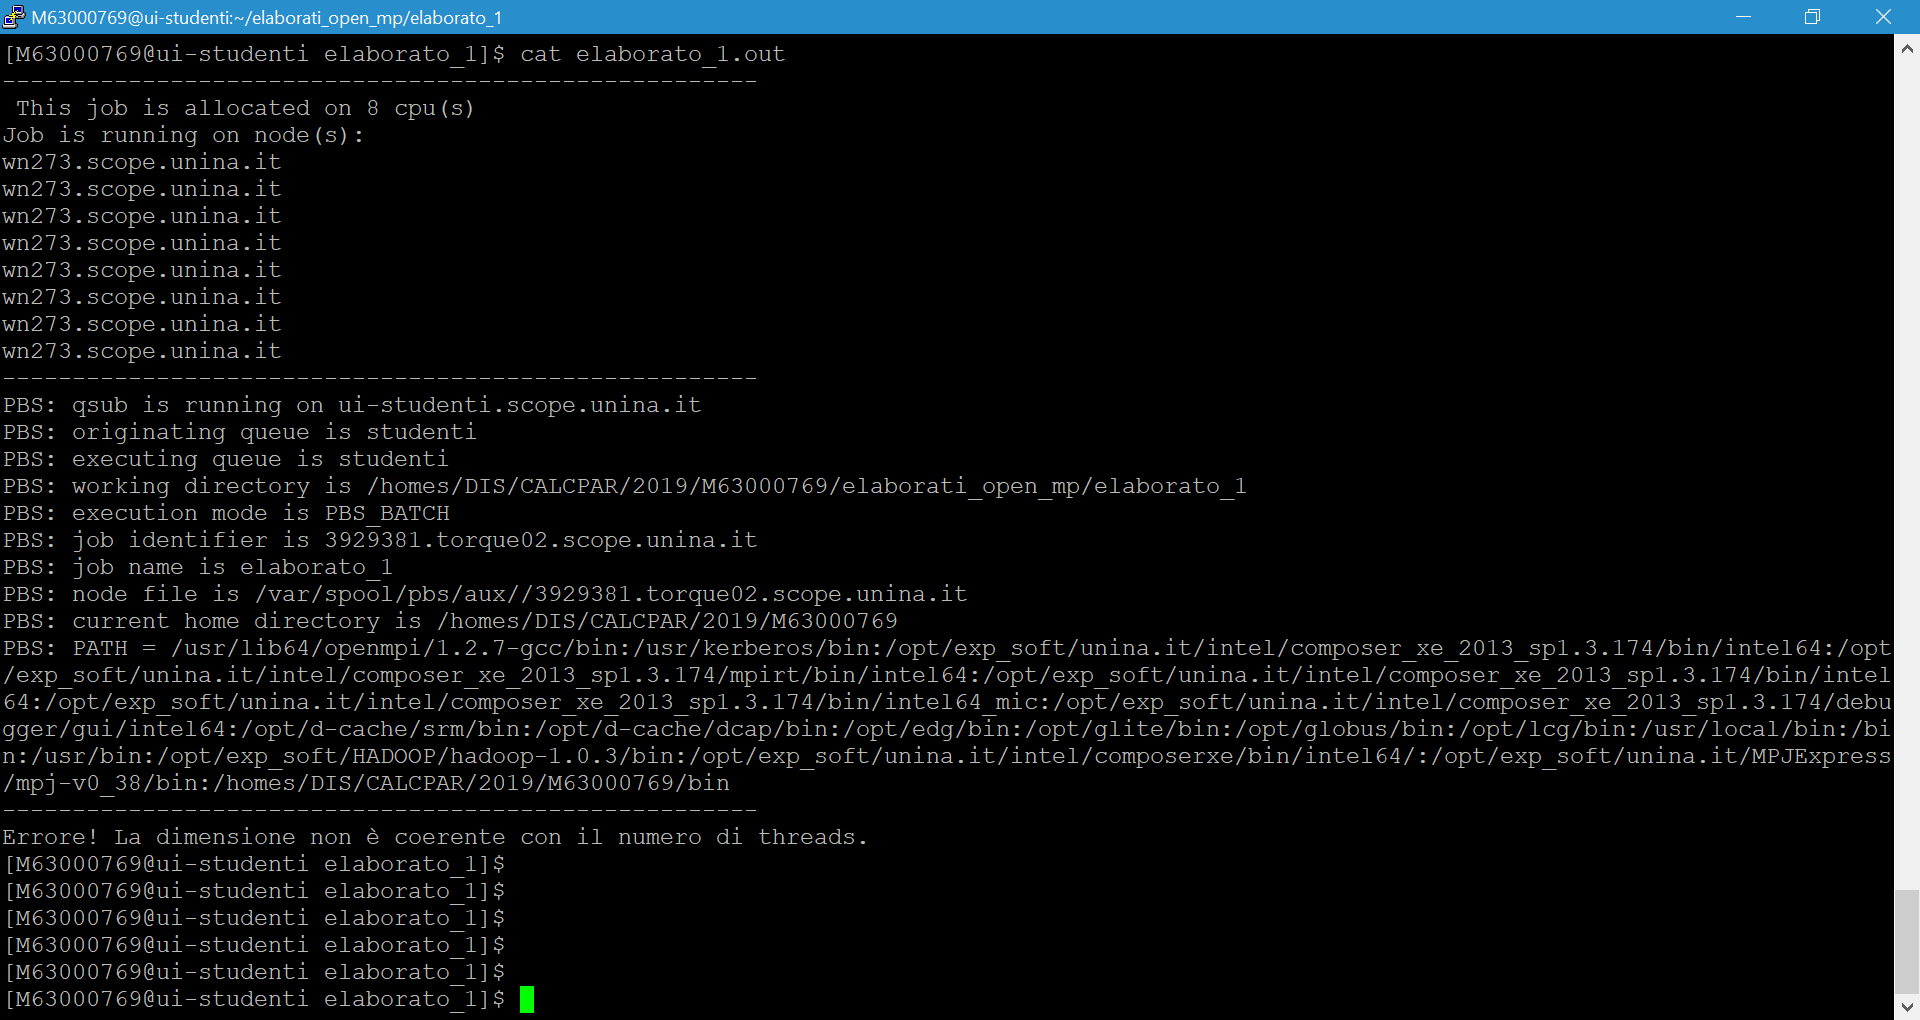 M63000769@ui-studenti:~/elaborati_open_mp/elaborato_1
[M63000769@ui-studenti elaborato_1]$ cat elaborato_1.out
------------------------------------------------------
 This job is allocated on 8 cpu(s)
Job is running on node(s):
wn273.scope.unina.it
wn273.scope.unina.it
wn273.scope.unina.it
wn273.scope.unina.it
wn273.scope.unina.it
wn273.scope.unina.it
wn273.scope.unina.it
wn273.scope.unina.it
------------------------------------------------------
PBS: qsub is running on ui-studenti.scope.unina.it
PBS: originating queue is studenti
PBS: executing queue is studenti
PBS: working directory is /homes/DIS/CALCPAR/2019/M63000769/elaborati_open_mp/elaborato_1
PBS: execution mode is PBS_BATCH
PBS: job identifier is 3929381.torque02.scope.unina.it
PBS: job name is elaborato_1
PBS: node file is /var/spool/pbs/aux//3929381.torque02.scope.unina.it
PBS: current home directory is /homes/DIS/CALCPAR/2019/M63000769
PBS: PATH = /usr/lib64/openmpi/1.2.7-gcc/bin:/usr/kerberos/bin:/opt/exp_soft/unina.it/intel/composer_xe_2013_sp1.3.174/bin/intel64:/opt
/exp_soft/unina.it/intel/composer_xe_2013_sp1.3.174/mpirt/bin/intel64:/opt/exp_soft/unina.it/intel/composer_xe_2013_sp1.3.174/bin/intel
64:/opt/exp_soft/unina.it/intel/composer_xe_2013_sp1.3.174/bin/intel64_mic:/opt/exp_soft/unina.it/intel/composer_xe_2013_sp1.3.174/debu
gger/gui/intel64:/opt/d-cache/srm/bin:/opt/d-cache/dcap/bin:/opt/edg/bin:/opt/glite/bin:/opt/globus/bin:/opt/lcg/bin:/usr/local/bin:/bi
n:/usr/bin:/opt/exp_soft/HADOOP/hadoop-1.0.3/bin:/opt/exp_soft/unina.it/intel/composerxe/bin/intel64/:/opt/exp_soft/unina.it/MPJExpress
/mpj-v0_38/bin:/homes/DIS/CALCPAR/2019/M63000769/bin
------------------------------------------------------
Errore! La dimensione non è coerente con il numero di threads.
[M63000769@ui-studenti elaborato_1]$
[M63000769@ui-studenti elaborato_1]$
[M63000769@ui-studenti elaborato_1]$
[M63000769@ui-studenti elaborato_1]$
[M63000769@ui-studenti elaborato_1]$
[M63000769@ui-studenti elaborato_1]$